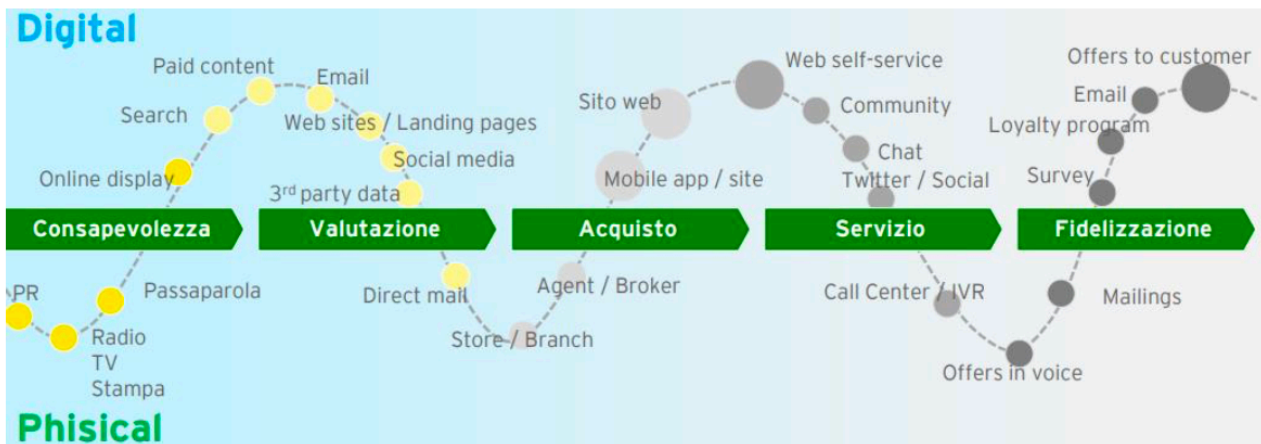 Digital
Paid content
Email
Search
Web sites / Landing pages
Online display
Social media
3rd party data
Sito web
Mobile app / site
Web self-service
Community
Chat
Twitter / Social
Offers to customer
Email
Loyalty program
Survey
Consapevolezza
Valutazione
Acquisto
Servizio
Fidelizzazione
PR
Passaparola
Radio
TV
Stampa
Direct mail
Store / Branch
Agent / Broker
Call Center / IVR
Offers in voice
Mailings
Phisical